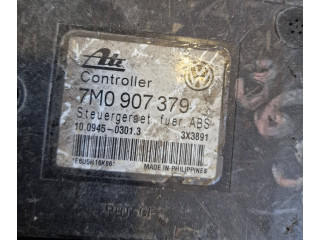 Ate
Controller
7M0 907 379
Steuergeraet fuer ABS
10.0945-0301.3 3X3891
MADE IN PHILIPPINES